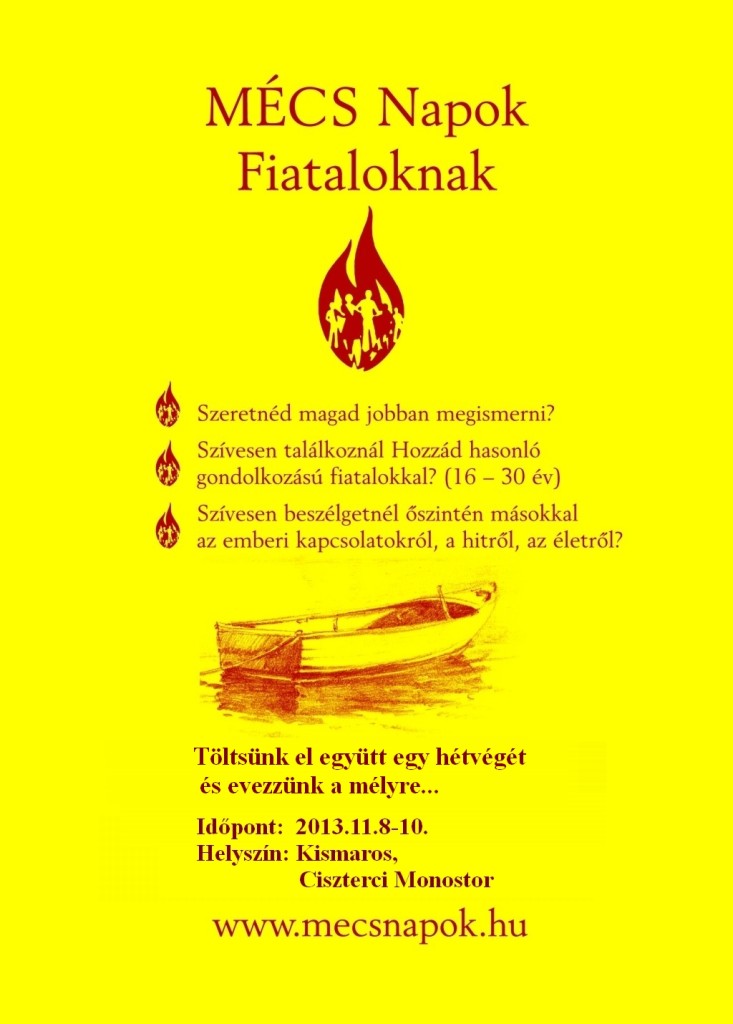 MÉCS Napok
Fiataloknak
Szeretnéd magad jobban megismerni?
Szívesen találkoznál Hozzád hasonló
gondolkozású fiatalokkal? (16 – 30 év)
Szívesen beszélgetnél őszintén másokkal
az emberi kapcsolatokról, a hitről, az életről?
Töltsünk el együtt egy hétvégét
és evezzünk a mélyre...
Időpont: 2013.11.8-10.
Helyszín: Kismaros,
Ciszterci Monostor
www.mecsnapok.hu